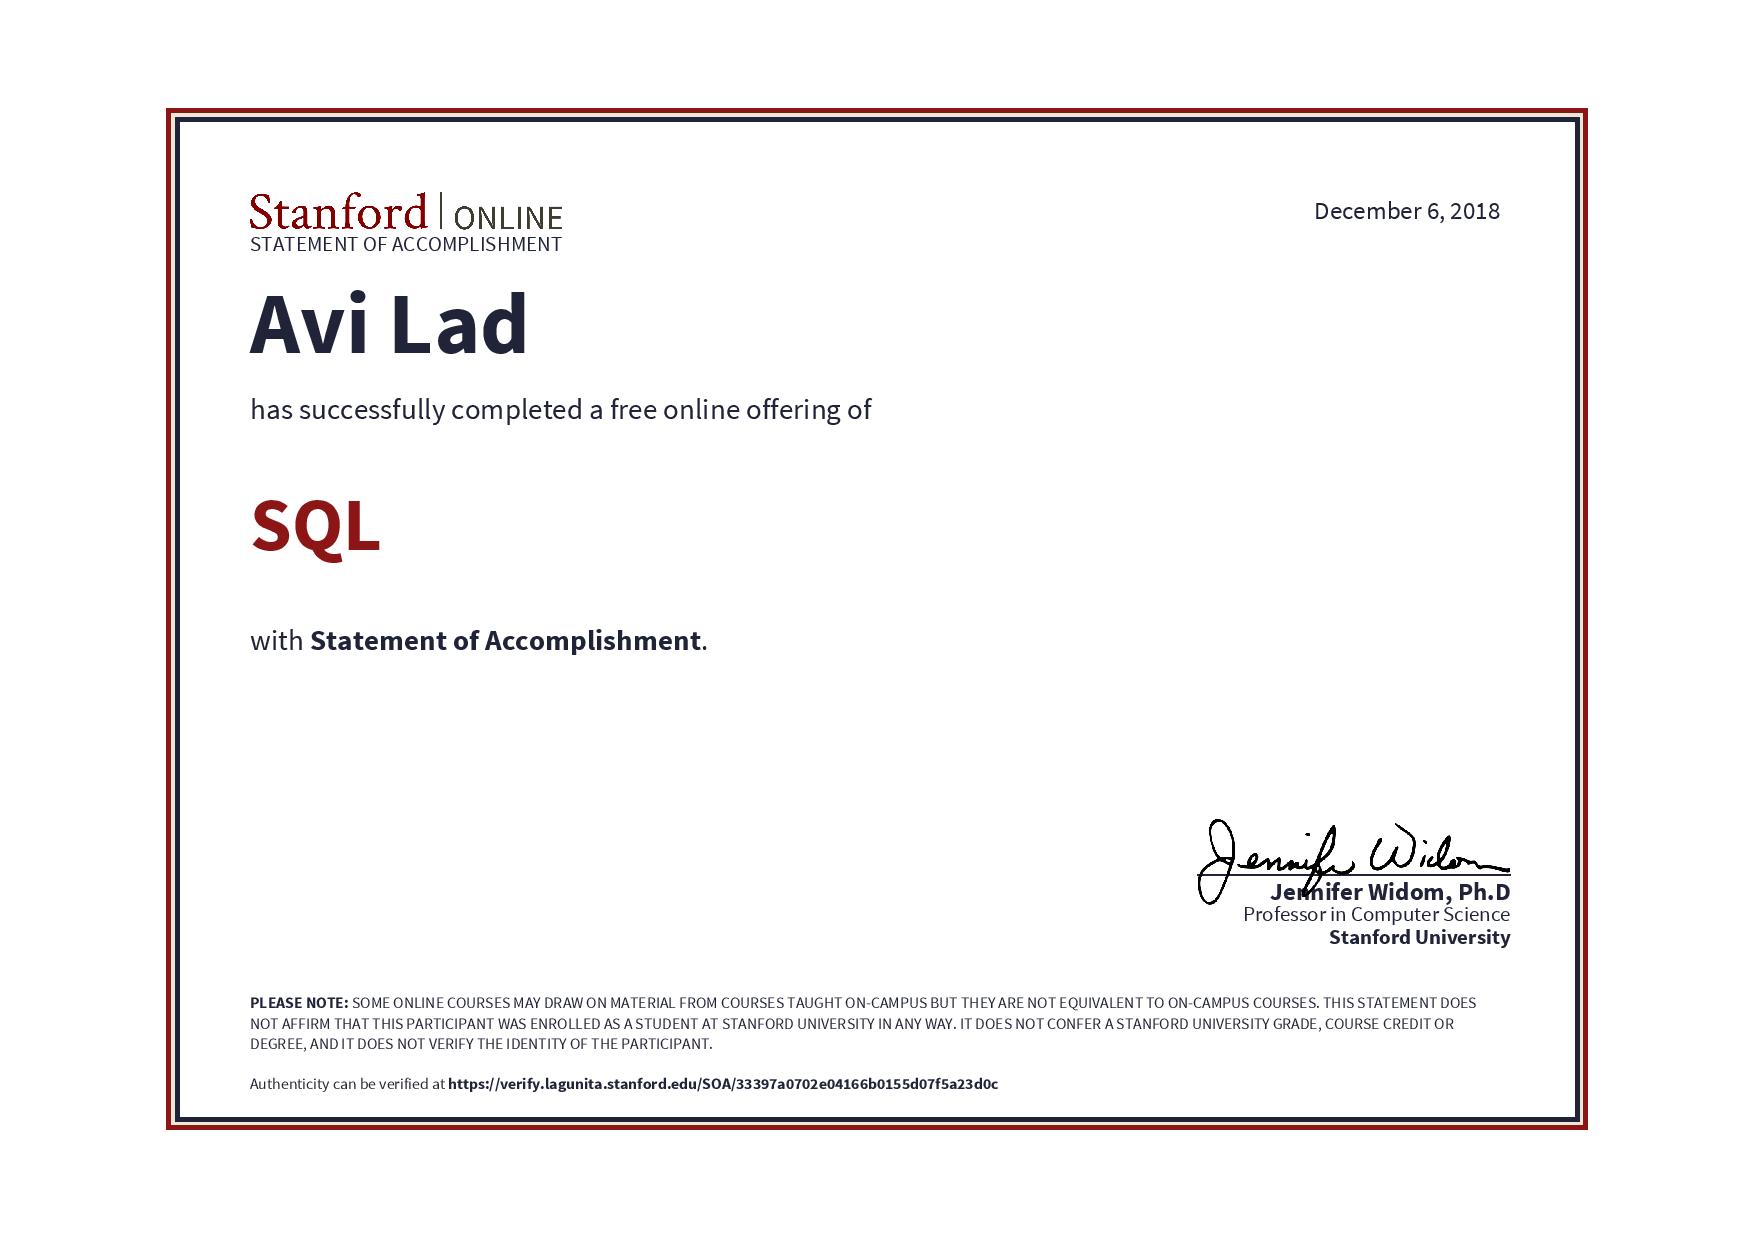 Stanford | ONLINE
December 6, 2018
STATEMENT OF ACCOMPLISHMENT
Avi Lad
has successfully completed a free online offering of
SQL
with Statement of Accomplishment.
Jennifer Widom
Jennifer Widom, Ph.D
Professor in Computer Science
Stanford University
PLEASE NOTE: SOME ONLINE COURSES MAY DRAW ON MATERIAL FROM COURSES TAUGHT ON-CAMPUS BUT THEY ARE NOT EQUIVALENT TO ON-CAMPUS COURSES. THIS STATEMENT DOES
NOT AFFIRM THAT THIS PARTICIPANT WAS ENROLLED AS A STUDENT AT STANFORD UNIVERSITY IN ANY WAY. IT DOES NOT CONFER A STANFORD UNIVERSITY GRADE, COURSE CREDIT OR
DEGREE, AND IT DOES NOT VERIFY THE IDENTITY OF THE PARTICIPANT.
Authenticity can be verified at https://verify.lagunita.stanford.edu/SOA/33397a0702e04166b0155d07f5a23d0c